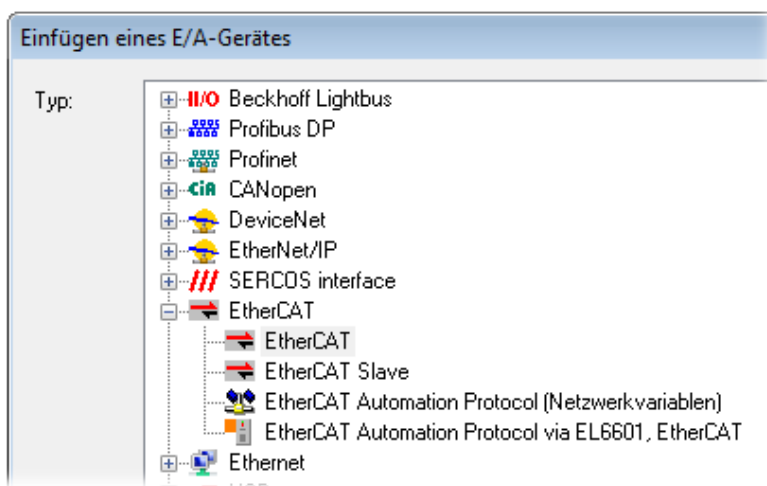 Einfügen eines E/A-Gerätes
Typ:
II/O Beckhoff Lightbus
Profibus DP
Profinet
CiA CANopen
DeviceNet
EtherNet/IP
SERCOS interface
EtherCAT
EtherCAT
EtherCAT Slave
EtherCAT Automation Protocol (Netzwerkvariablen)
EtherCAT Automation Protocol via EL6601, EtherCAT
Ethernet